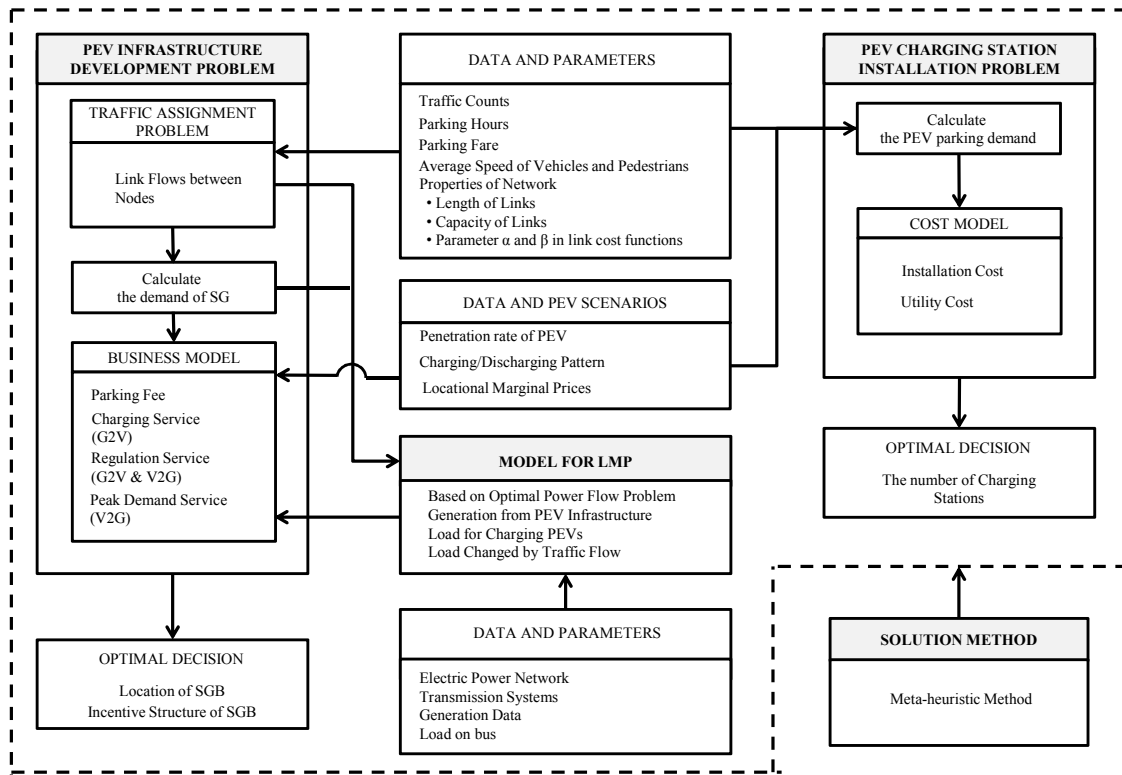 PEV INFRASTRUCTURE
DEVELOPMENT PROBLEM
TRAFFIC ASSIGNMENT
PROBLEM
Link Flows between
Nodes
Calculate
the demand of SG
BUSINESS MODEL
Parking Fee
Charging Service
(G2V)
Regulation Service
(G2V & V2G)
Peak Demand Service
(V2G)
OPTIMAL DECISION
Location of SGB
Incentive Structure of SGB
DATA AND PARAMETERS
Traffic Counts
Parking Hours
Parking Fare
Average Speed of Vehicles and Pedestrians
Properties of Network
• Length of Links
• Capacity of Links
• Parameter α and β in link cost functions
DATA AND PEV SCENARIOS
Penetration rate of PEV
Charging/Discharging Pattern
Locational Marginal Prices
MODEL FOR LMP
Based on Optimal Power Flow Problem
Generation from PEV Infrastructure
Load for Charging PEVs
Load Changed by Traffic Flow
DATA AND PARAMETERS
Electric Power Network
Transmission Systems
Generation Data
Load on bus
PEV CHARGING STATION
INSTALLATION PROBLEM
Calculate
the PEV parking demand
COST MODEL
Installation Cost
Utility Cost
OPTIMAL DECISION
The number of Charging
Stations
SOLUTION METHOD
Meta-heuristic Method